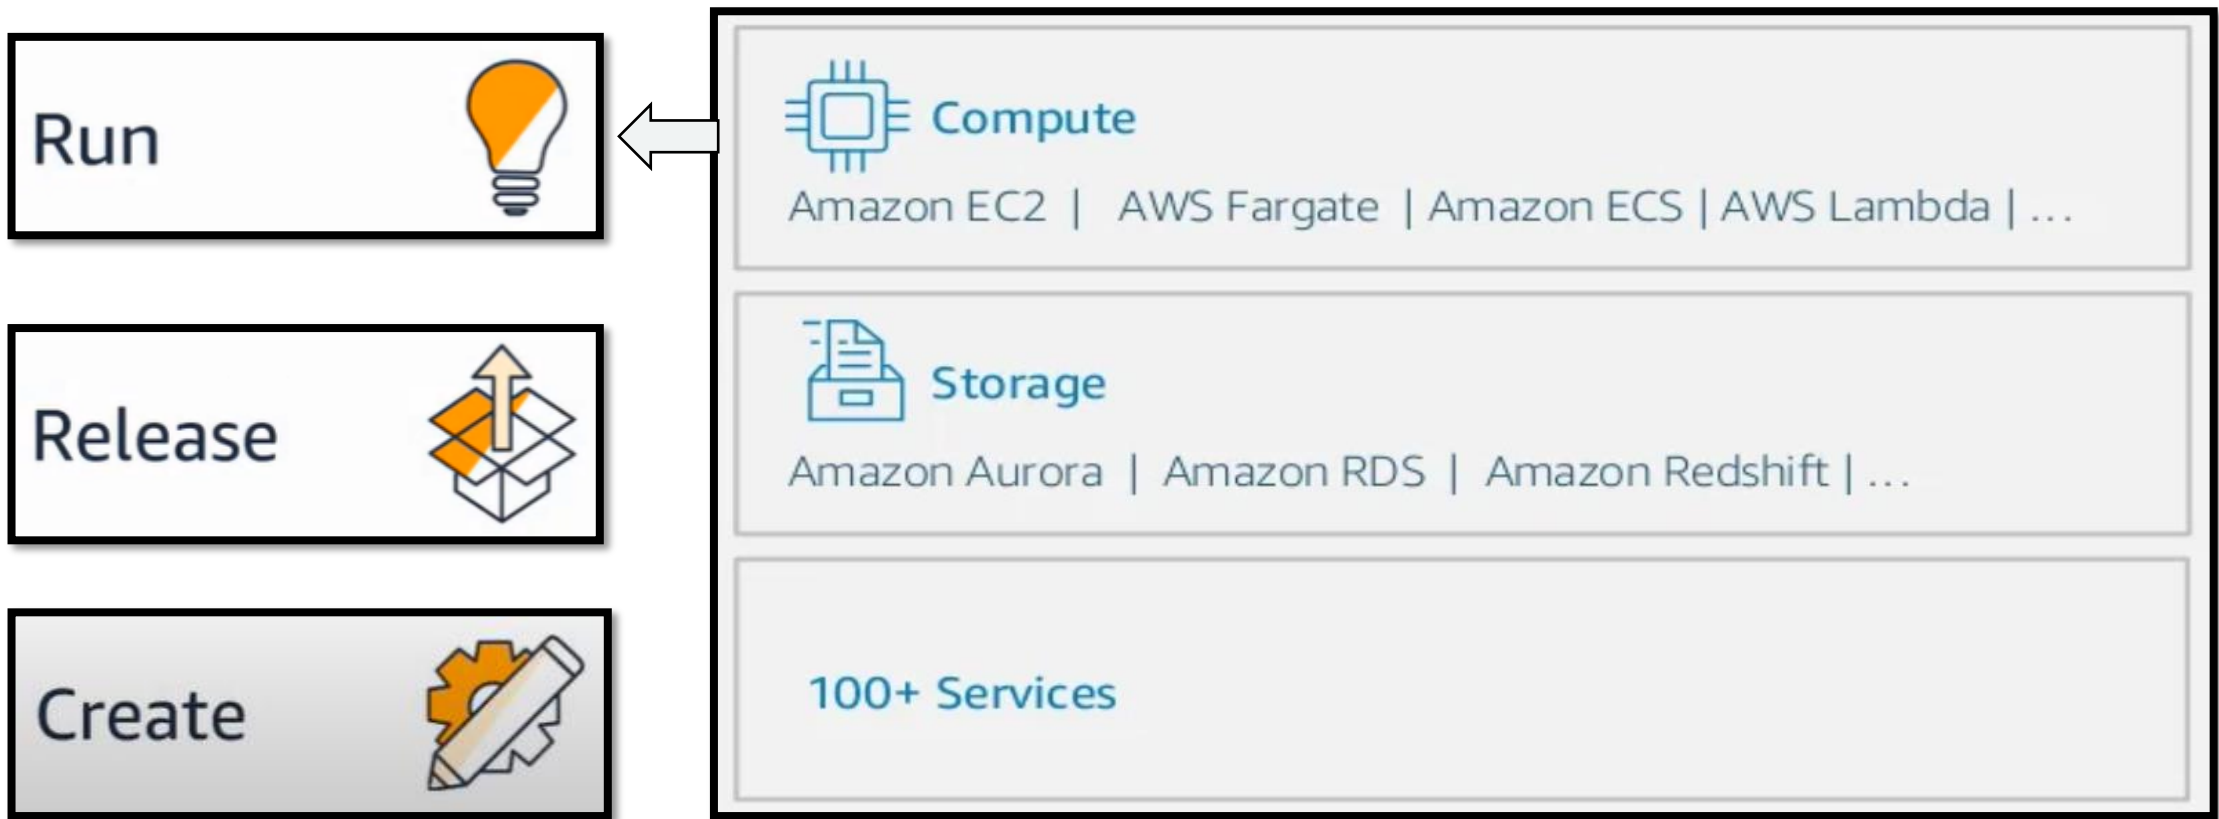 Run
Release
Create
Compute
Amazon EC2 | AWS Fargate | Amazon ECS | AWS Lambda | ...
Storage
Amazon Aurora | Amazon RDS | Amazon Redshift | ...
100+ Services